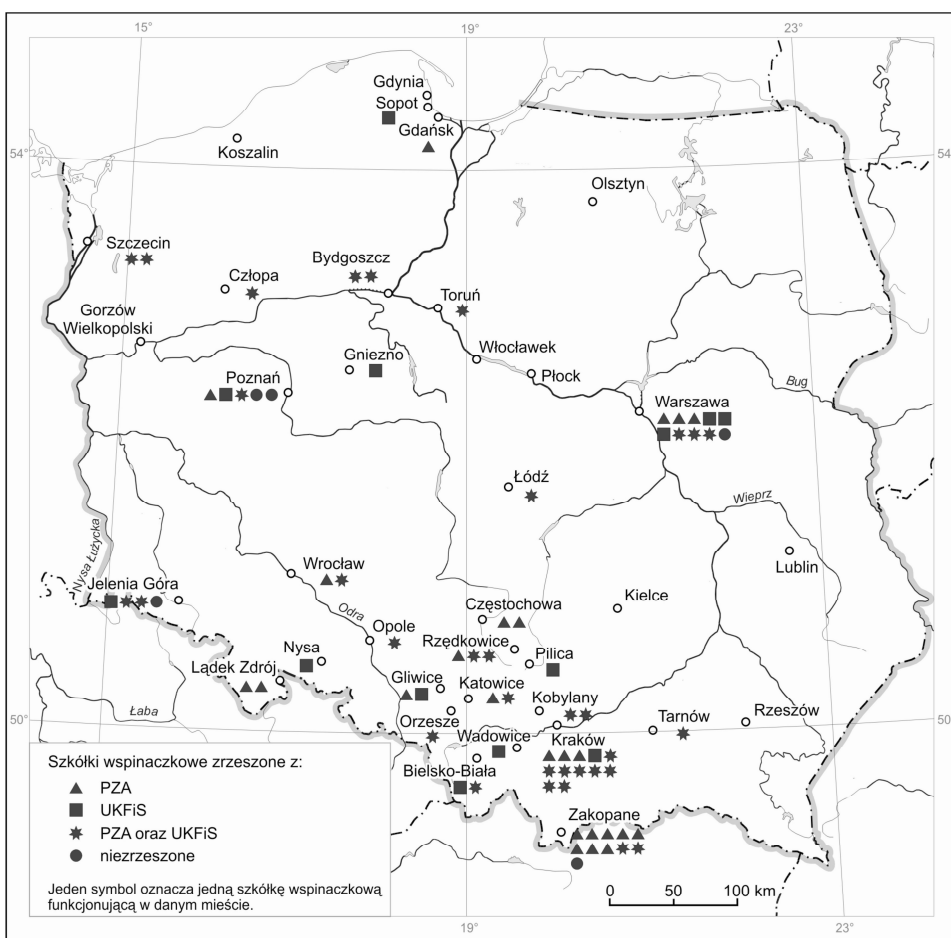 15°
19°
23°
Gdynia
Sopot
Gdańsk
Koszalin
54°
54
Olsztyn
Szczecin
Człopa
Bydgoszcz
Toruń
Gorzów
Wielkopolski
Gniezno
Włocławek
Płock
Poznań
Bug
Warszawa
Łódź
Wieprz
Nysa Łużycka
Wrocław
Lublin
Jelenia Góra
Odra
Częstochowa
Kielce
Opole
Rzędkowice
Pilica
Nysa
Lądek Zdrój
Gliwice
Katowice
Kobylany
Łaba
50°
50
Orzesze
Tarnów
Rzeszów
Wadowice
Kraków
Bielsko-Biała
Zakopane
Szkółki wspinaczkowe zrzeszone z:
PZA
UKFiS
PZA oraz UKFiS
niezrzeszone
Jeden symbol oznacza jedną szkółkę wspinaczkową
funkcjonującą w danym mieście.
0 50 100 km
19°
23°